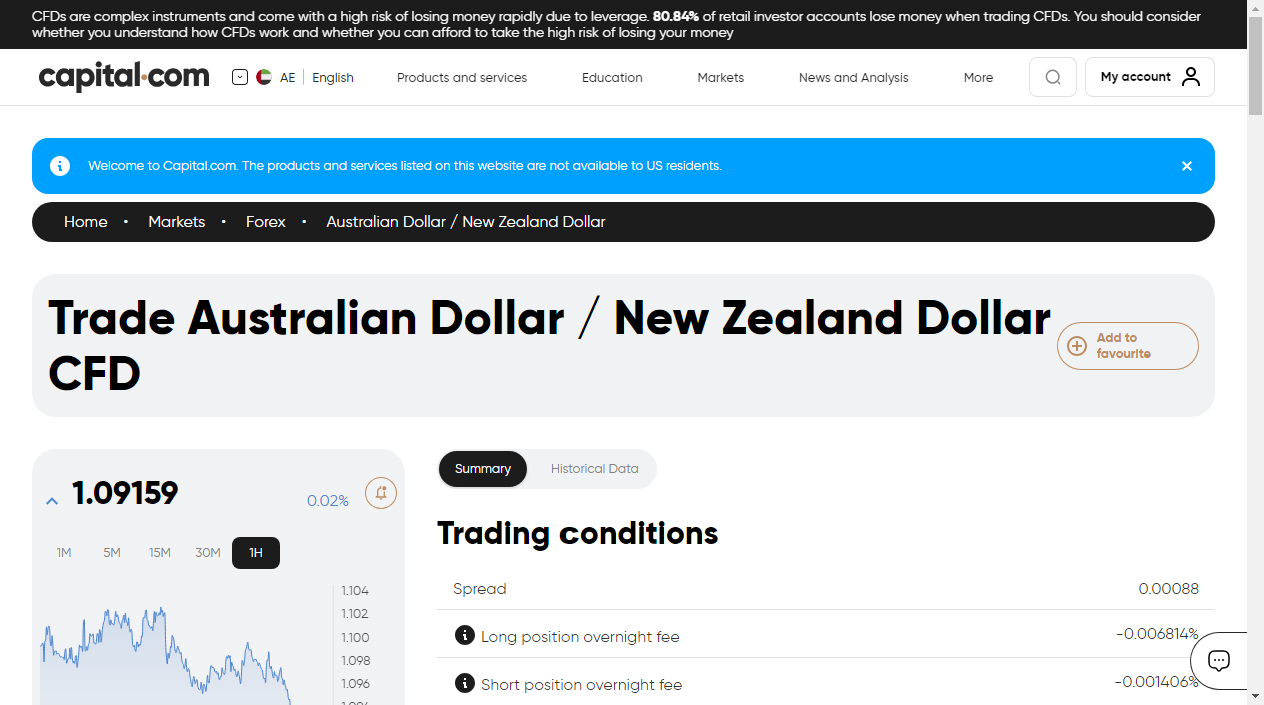 CFDs are complex instruments and come with a high risk of losing money rapidly due to leverage. 80.84% of retail investor accounts lose money when trading CFDs. You should consider
whether you understand how CFDs work and whether you can afford to take the high risk of losing your money
capital.com AE English Products and services Education Markets News and Analysis More My account
Welcome to Capital.com. The products and services listed on this website are not available to US residents.
Home • Markets • Forex • Australian Dollar / New Zealand Dollar
Trade Australian Dollar / New Zealand Dollar
CFD
Add to
favourite
1.09159 0.02%
1M 5M 15M 30M 1H
1.104
1.102
1.100
1.098
1.096
Summary Historical Data
Trading conditions
Spread 0.00088
Long position overnight fee -0.006814%
Short position overnight fee -0.001406%